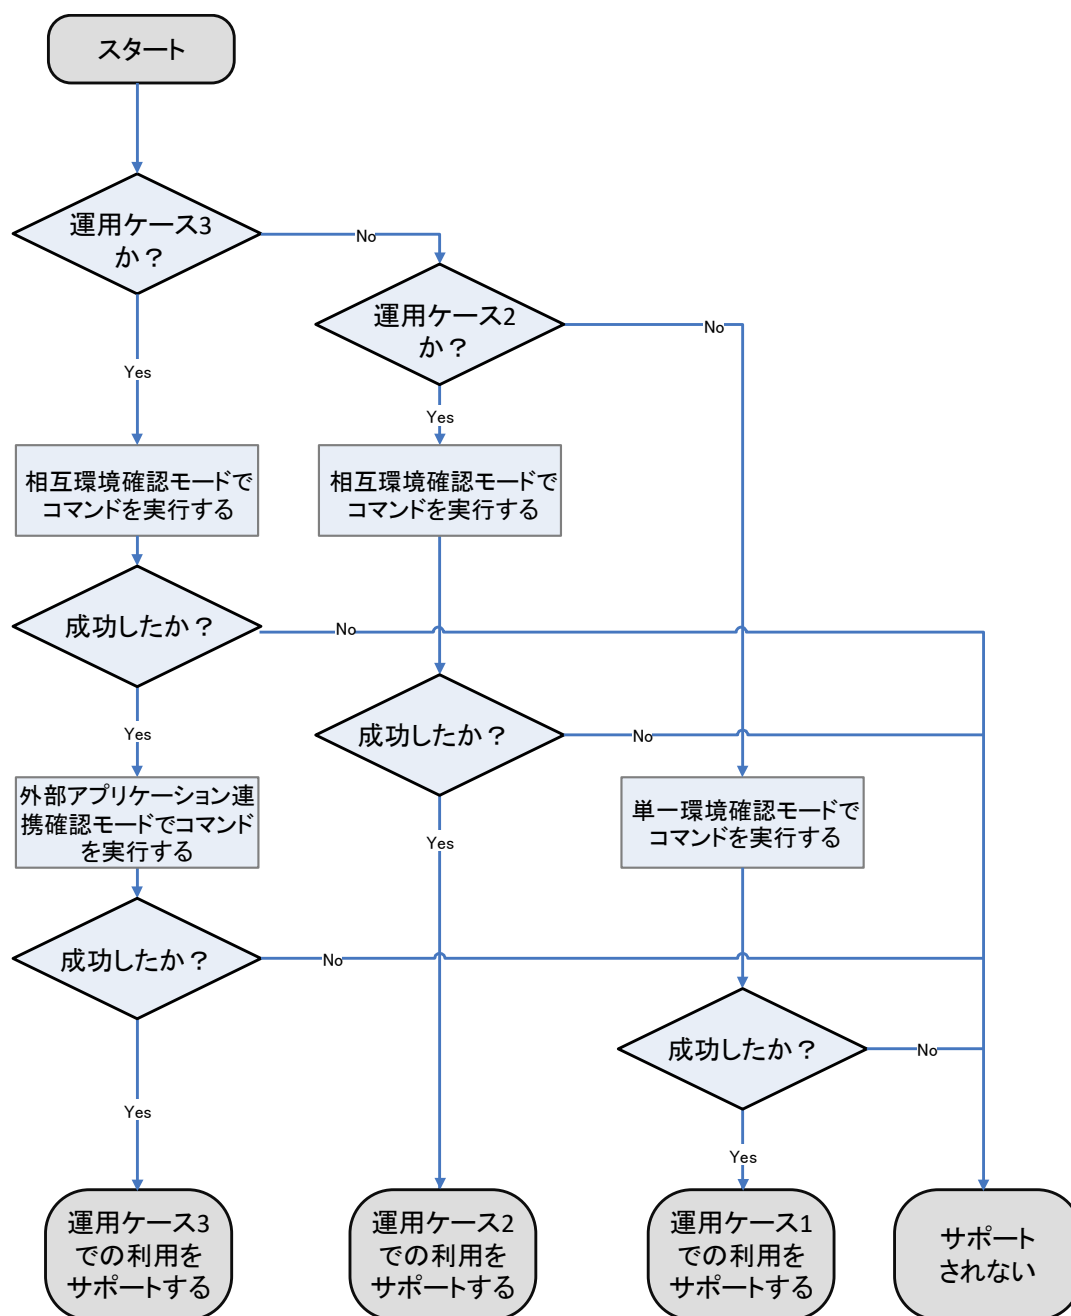 スタート
運用ケース3
か？
No
運用ケース2
か？
No
Yes
Yes
相互環境確認モードで
コマンドを実行する
相互環境確認モードで
コマンドを実行する
成功したか？
No
成功したか？
No
Yes
外部アプリケーション連
携確認モードでコマンド
を実行する
単一環境確認モードで
コマンドを実行する
Yes
成功したか？
No
成功したか？
No
Yes
Yes
運用ケース3
での利用を
サポートする
運用ケース2
での利用を
サポートする
運用ケース1
での利用を
サポートする
サポート
されない